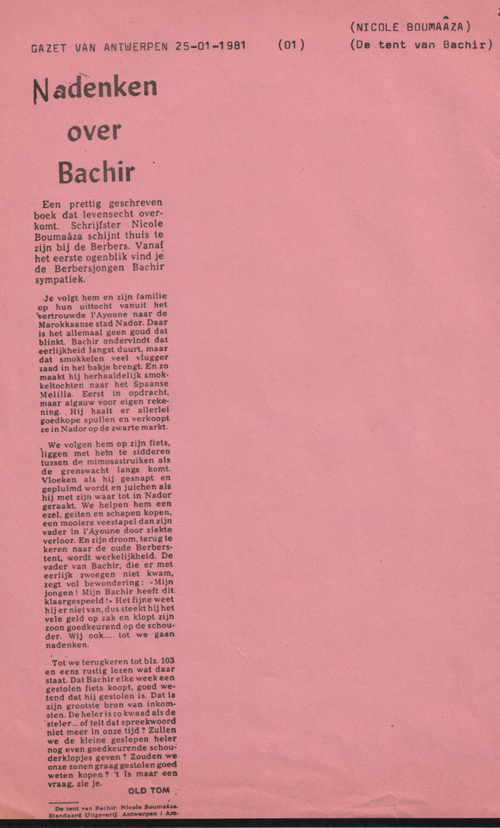 (NICOLE BOUMAÂZA)
GAZET VAN ANTWERPEN 25-01-1981 (01) (De tent van Bachir)
Nadenken
over
Bachir
Een prettig geschreven
boek dat levensecht over-
komt. Schrijfster Nicole
Boumaâza schijnt thuis te
zijn bij de Berbers. Vanaf
het eerste ogenblik vind je
de Berbersjongen Bachir
sympatiek.
Je volgt hem en zijn familie
op hun uittocht vanuit het
vertrouwde l'Ayoune naar de
Marokkaanse stad Nador. Daar
is het allemaal geen goud dat
blinkt. Bachir ondervindt dat
eerlijkheid langst duurt, maar
dat smokkelen veel vlugger
zaad in het bakje brengt. En zo
maakt hij herhaaldelijk smok-
keltochten naar het Spaanse
Melilla. Eerst in opdracht,
maar algauw voor eigen reke-
ning. Hij haalt er allerlei
goedkope spullen en verkoopt
ze in Nador op de zwarte markt.
We volgen hem op zijn fiets,
liggen met hem te sidderen
tussen de mimosastruiken als
de grenswacht langs komt.
Vloeken als hij gesnapt en
gepluimd wordt en juichen als
hij met zijn waar tot in Nador
geraakt. We helpen hem een
ezel, geiten en schapen kopen,
een mooiere veestapel dan zijn
vader in l'Ayoune door ziekte
verloor. En zijn droom, terug te
keren naar de oude Berbers-
tent, wordt werkelijkheid. De
vader van Bachir, die er met
eerlijk zwoegen niet kwam,
zegt vol bewondering: «Mijn
jongen! Mijn Bachir heeft dit
klaargespeeld!» Het fijne weet
hij er niet van, dus steekt hij het
vele geld op zak en klopt zijn
zoon goedkeurend op de schou-
der. Wij ook.... tot we gaan
nadenken.
Tot we terugkeren tot blz. 103
en eens rustig lezen wat daar
staat. Dat Bachir elke week een
gestolen fiets koopt, goed we-
tend dat hij gestolen is. Dat is
zijn grootste bron van inkom-
sten. De heler is zo kwaad als de
steler... of telt dat spreekwoord
niet meer in onze tijd? Zullen
we de kleine geslepen heler
nog even goedkeurende schou-
derklopjes geven? Zouden we
onze zonen graag gestolen goed
weten kopen? 't Is maar een
vraag, zie je.
OLD TOM
De tent van Bachir. Nicole Boumaâza.
Standaard Uitgeverij. Antwerpen / Am-